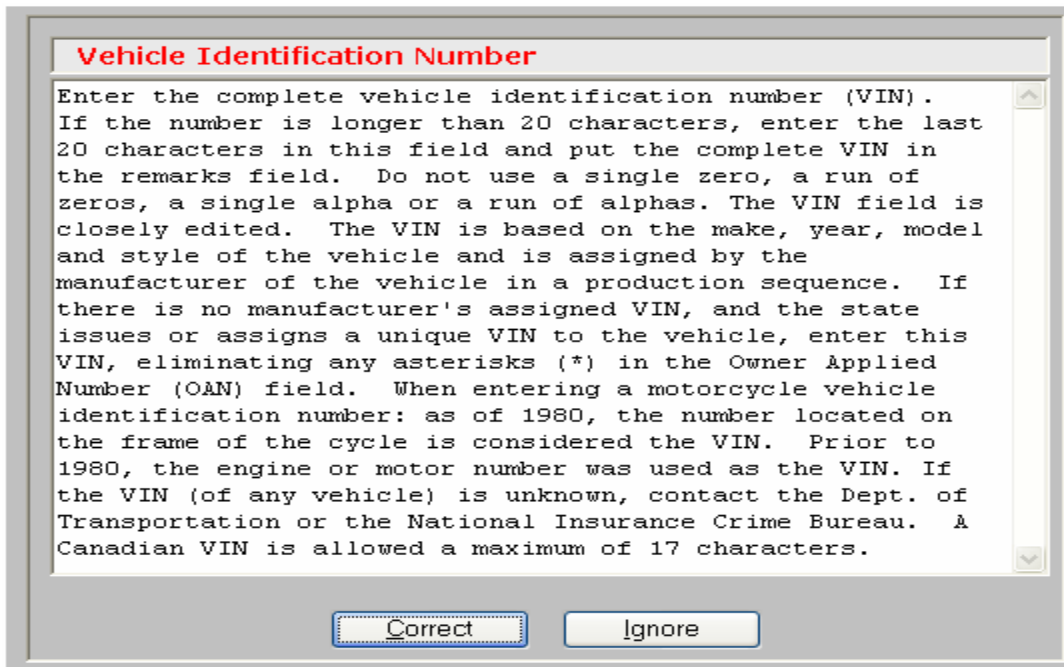 Vehicle Identification Number
Enter the complete vehicle identification number (VIN).
If the number is longer than 20 characters, enter the last
20 characters in this field and put the complete VIN in
the remarks field.  Do not use a single zero, a run of
zeros, a single alpha or a run of alphas. The VIN field is
closely edited.  The VIN is based on the make, year, model
and style of the vehicle and is assigned by the
manufacturer of the vehicle in a production sequence.  If
there is no manufacturer's assigned VIN, and the state
issues or assigns a unique VIN to the vehicle, enter this
VIN, eliminating any asterisks (*) in the Owner Applied
Number (OAN) field.  When entering a motorcycle vehicle
identification number: as of 1980, the number located on
the frame of the cycle is considered the VIN.  Prior to
1980, the engine or motor number was used as the VIN. If
the VIN (of any vehicle) is unknown, contact the Dept. of
Transportation or the National Insurance Crime Bureau.  A
Canadian VIN is allowed a maximum of 17 characters.
Correct Ignore